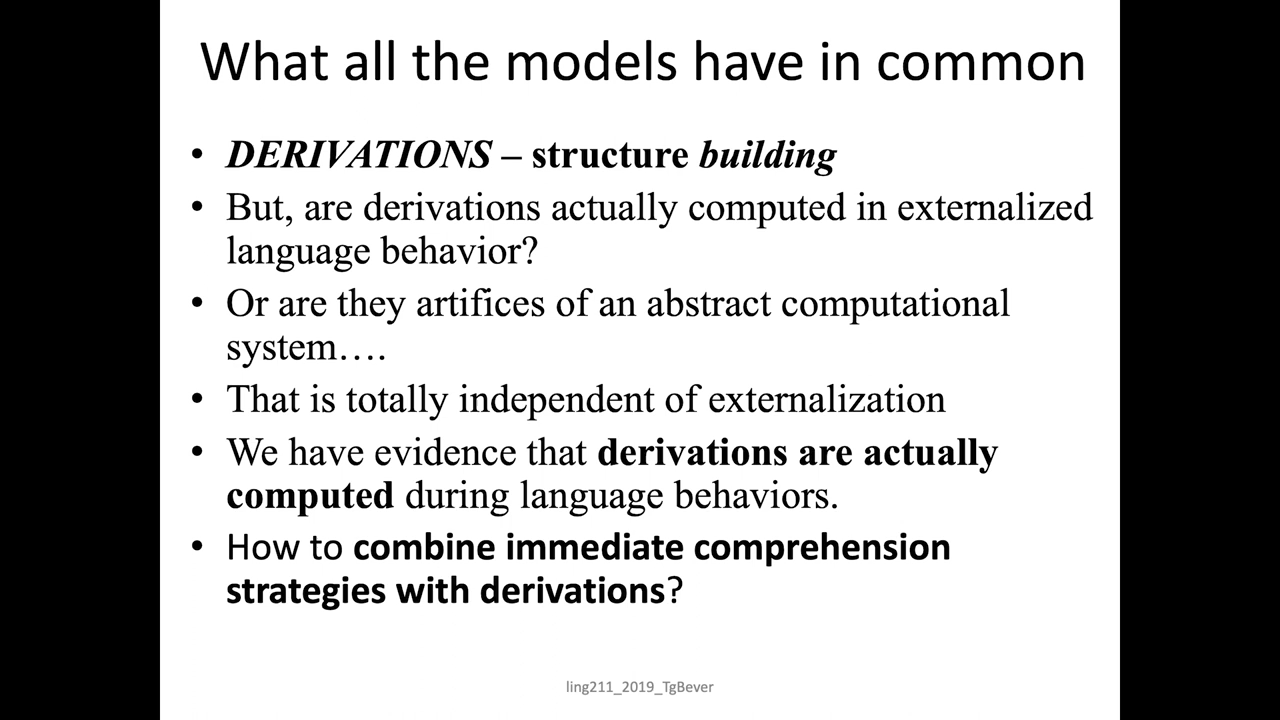 What all the models have in common
• DERIVATIONS – structure building
• But, are derivations actually computed in externalized
language behavior?
• Or are they artifices of an abstract computational
system….
• That is totally independent of externalization
• We have evidence that derivations are actually
computed during language behaviors.
• How to combine immediate comprehension
strategies with derivations?
ling211_2019_TgBever